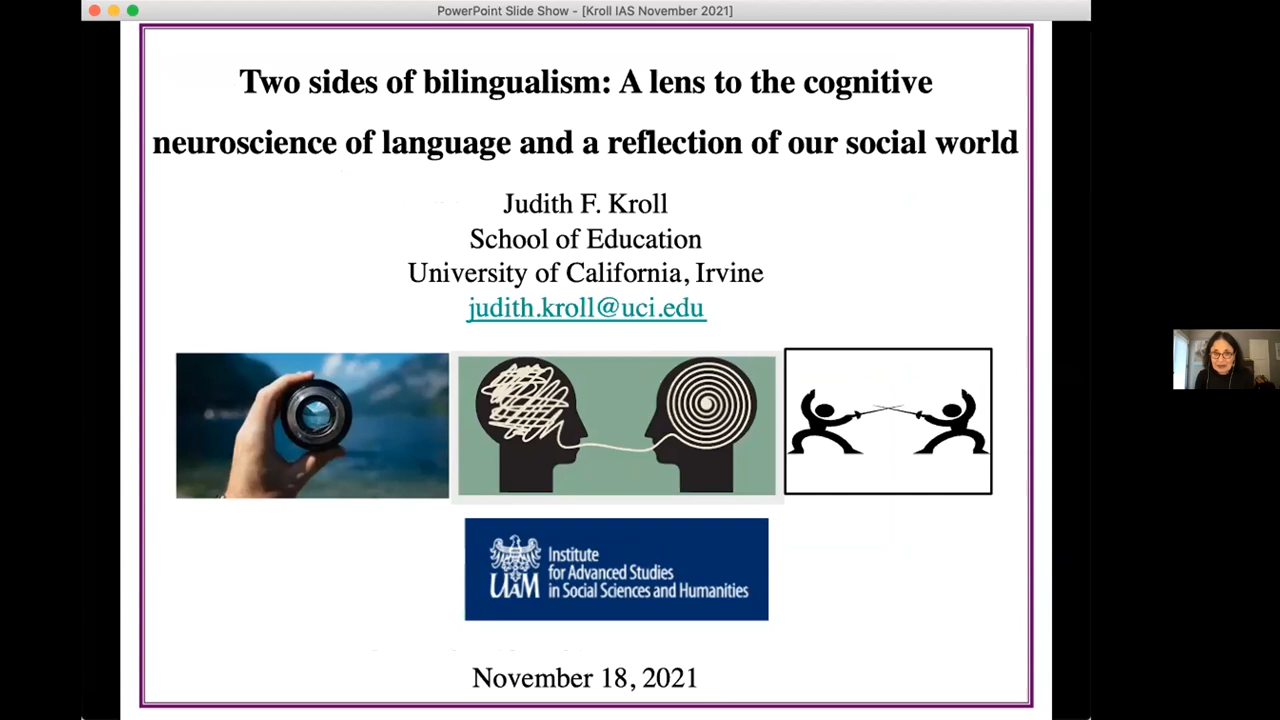 PowerPoint Slide Show - [Kroll IAS November 2021]
Two sides of bilingualism: A lens to the cognitive
neuroscience of language and a reflection of our social world
Judith F. Kroll
School of Education
University of California, Irvine
judith.kroll@uci.edu
UAM
Institute
for Advanced Studies
in Social Sciences and Humanities
November 18, 2021